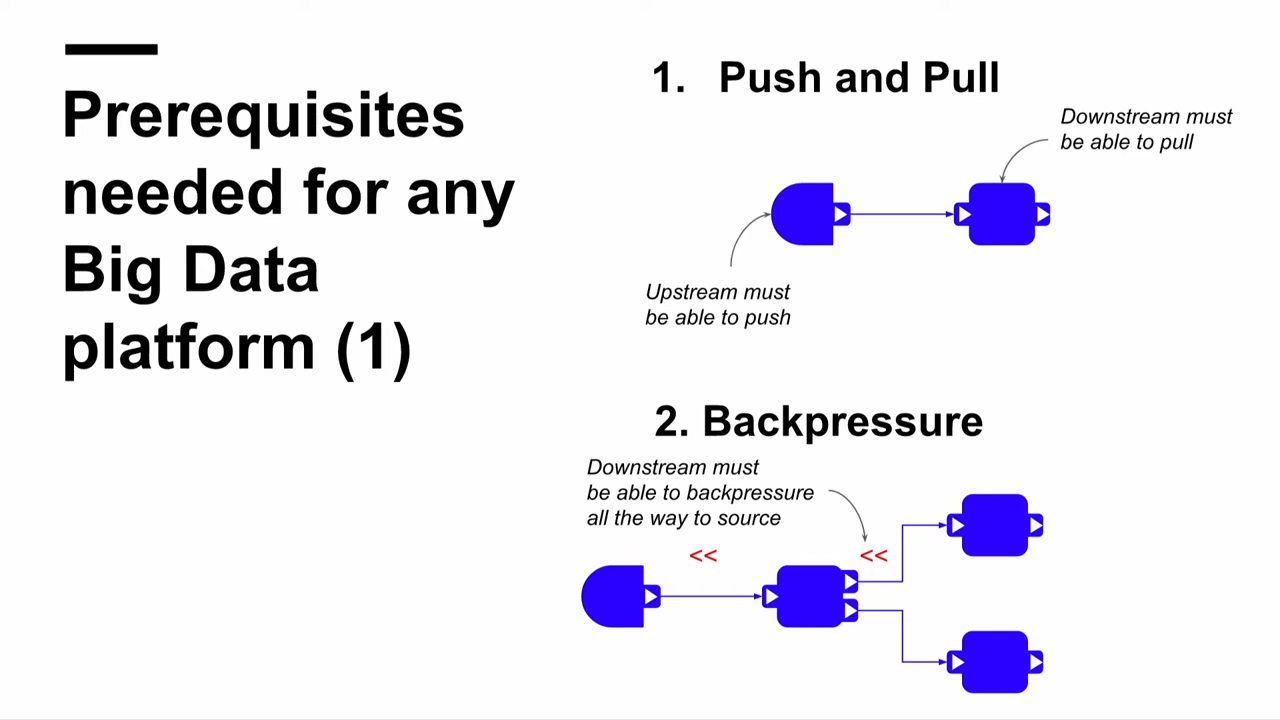 Prerequisites
needed for any
Big Data
platform (1)
1. Push and Pull
Downstream must
be able to pull
Upstream must
be able to push
2. Backpressure
Downstream must
be able to backpressure
all the way to source
<< <<